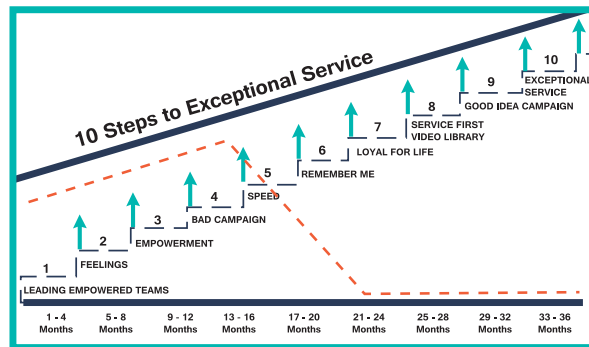 10 Steps to Exceptional Service
10
EXCEPTIONAL
SERVICE
9
GOOD IDEA CAMPAIGN
8
SERVICE FIRST
VIDEO LIBRARY
7
LOYAL FOR LIFE
6
REMEMBER ME
5
SPEED
4
BAD CAMPAIGN
3
EMPOWERMENT
2
FEELINGS
1
LEADING EMPOWERED TEAMS
1 - 4 5 - 8 9 - 12 13 - 16 17 - 20 21 - 24 25 - 28 29 - 32 33 - 36
Months Months Months Months Months Months Months Months Months